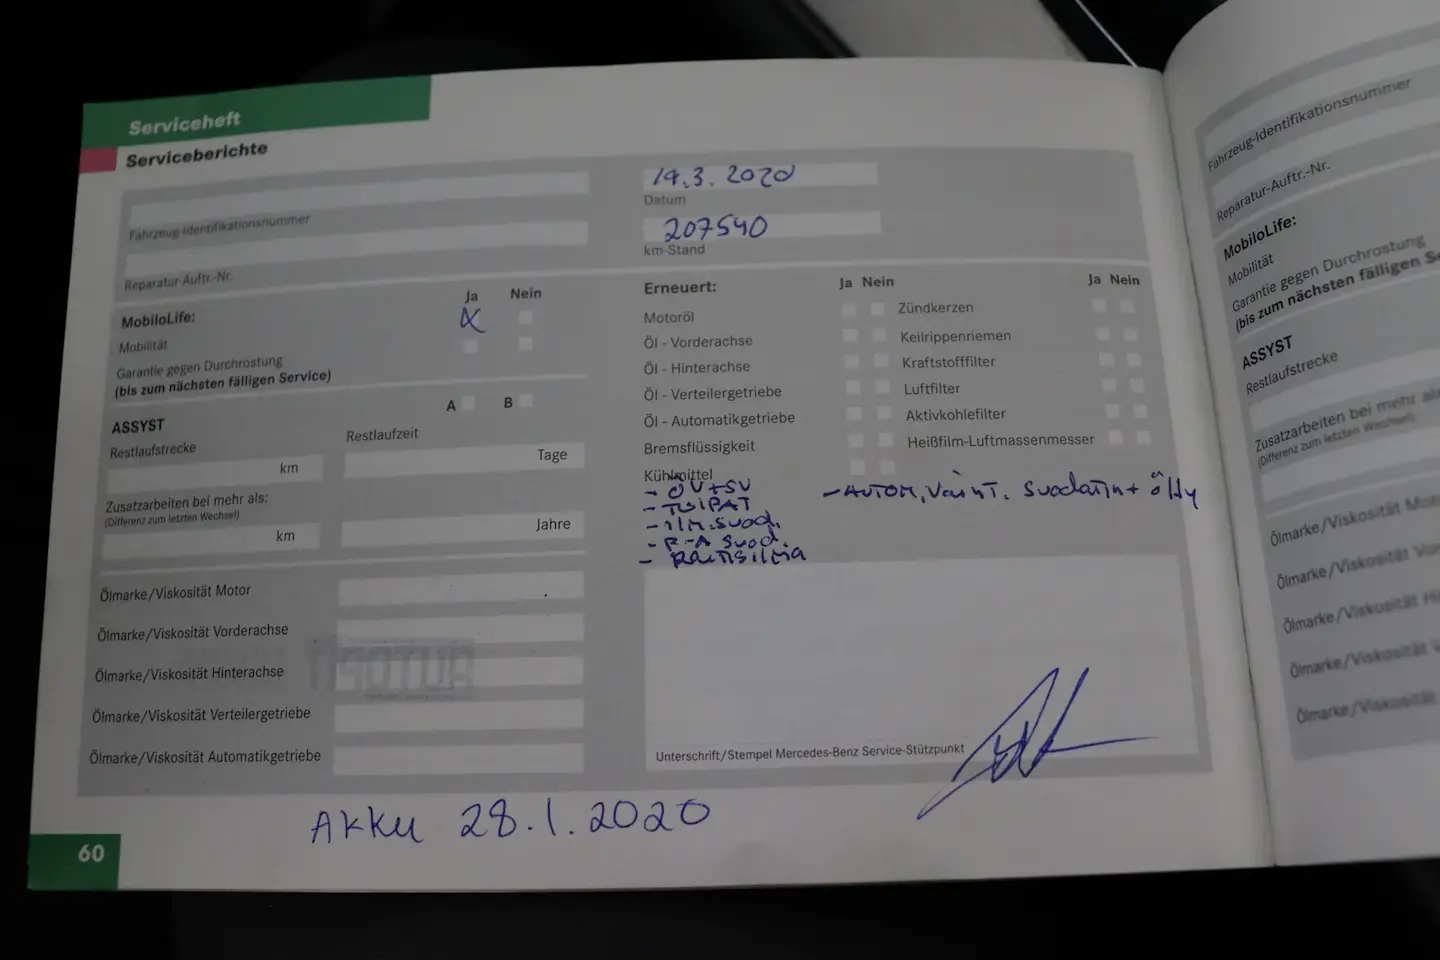 Serviceheft
Serviceberichte
Fahrzeug-Identifikationsnummer
Reparatur-Auftr.-Nr.
19.3.2020
Datum
207540
km-Stand
Ja Nein
MobiloLife: X
Mobilität
Garantie gegen Durchrostung
(bis zum nächsten fälligen Service)
ASSYST A B
Restlaufstrecke Restlaufzeit
km Tage
Zusatzarbeiten bei mehr als:
(Differenz zum letzten Wechsel)
km Jahre
Ölmarke/Viskosität Motor
Ölmarke/Viskosität Vorderachse
Ölmarke/Viskosität Hinterachse
Ölmarke/Viskosität Verteilergetriebe
Ölmarke/Viskosität Automatikgetriebe
Erneuert: Ja Nein Ja Nein
Motoröl Zündkerzen
Öl - Vorderachse Keilrippenriemen
Öl - Hinterachse Kraftstofffilter
Öl - Verteilergetriebe Luftfilter
Öl - Automatikgetriebe Aktivkohlefilter
Bremsflüssigkeit Heißfilm-Luftmassenmesser
Kühlmittel
- ÖV+SV - AUTOM. VAIHT. Suodatin + öljy
- TULPAT
- ilm.suod.
- R-A suod.
Unterschrift/Stempel Mercedes-Benz Service-Stützpunkt
Akku 28.1.2020
60
Fahrzeug-Identifikationsnummer
Reparatur-Auftr.-Nr.
MobiloLife:
Mobilität
Garantie gegen Durchrostung
(bis zum nächsten fälligen
ASSYST
Restlaufstrecke
Zusatzarbeiten bei mehr
(Differenz zum letzten Wechsel)
Ölmarke/Viskosität
Ölmarke/Viskosität
Ölmarke/Viskosität
Ölmarke/Viskosität
Ölmarke/Viskosität